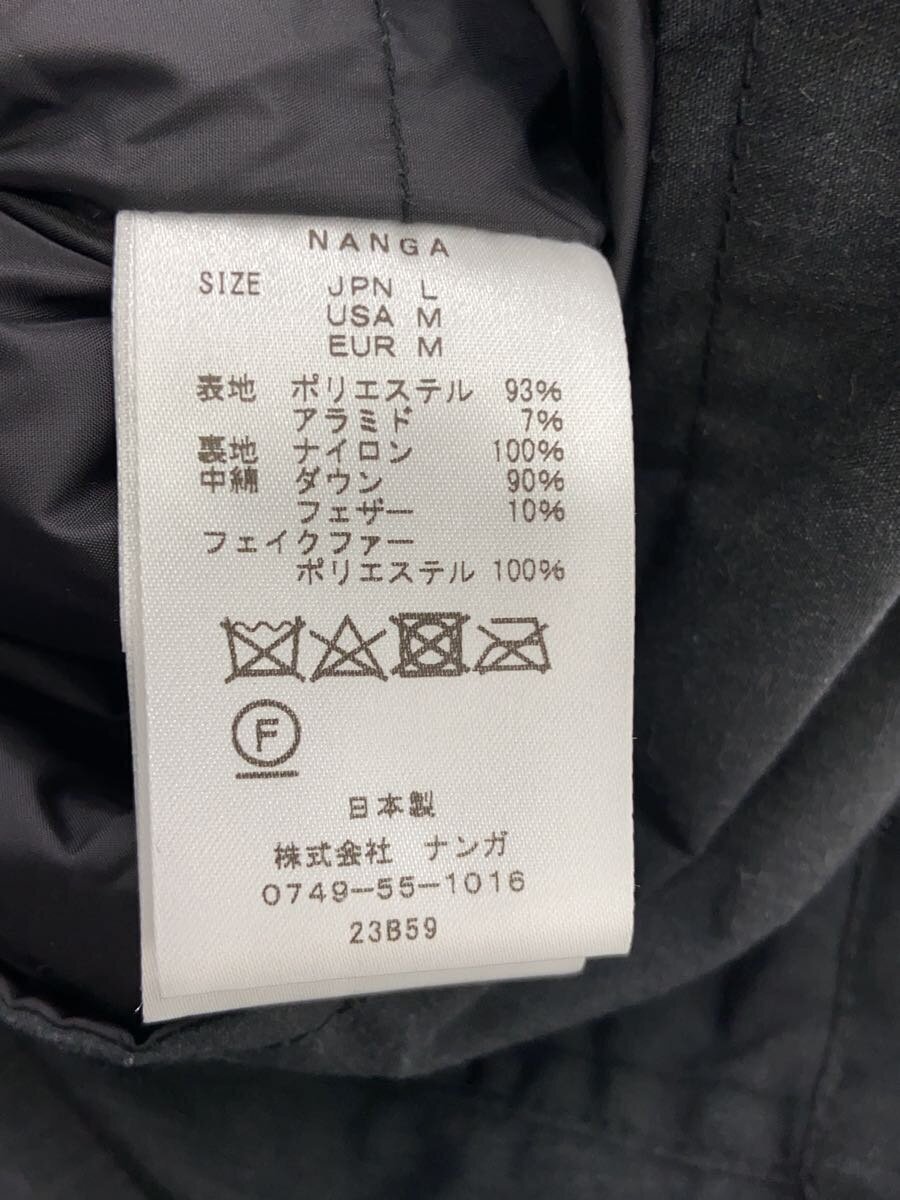 NANGA
SIZE JPN L
USA M
EUR M
表地 ポリエステル 93%
アラミド 7%
裏地 ナイロン 100%
中綿 ダウン 90%
フェザー 10%
フェイクファー
ポリエステル 100%
F
日本製
株式会社 ナンガ
0749-55-1016
23B59